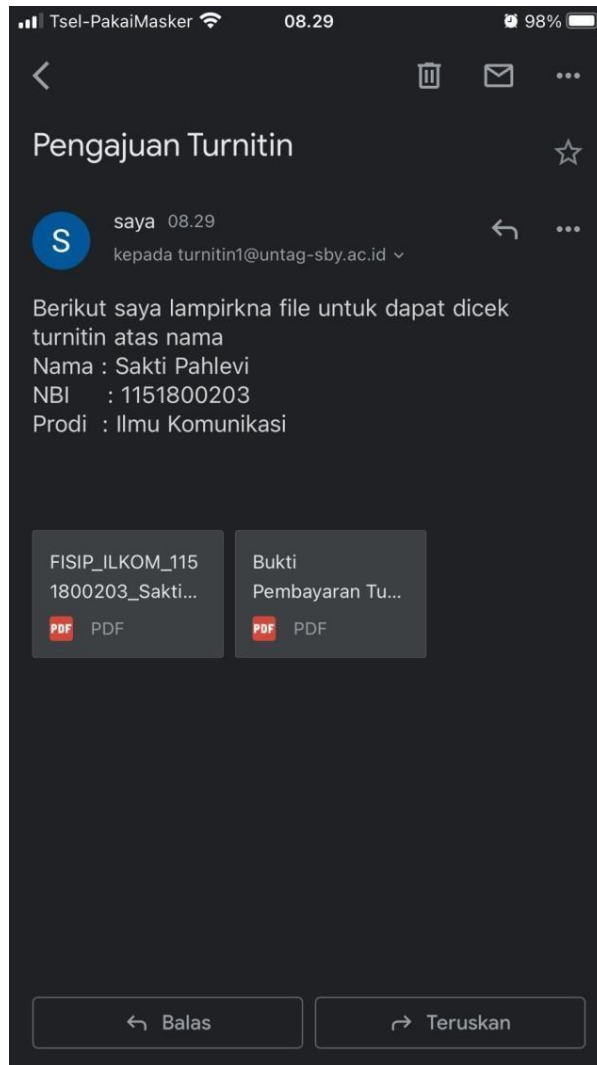 Tsel-PakaiMasker 08.29 98%
Pengajuan Turnitin
S
saya 08.29
kepada turnitin1@untag-sby.ac.id
Berikut saya lampirkna file untuk dapat dicek
turnitin atas nama
Nama : Sakti Pahlevi
NBI : 1151800203
Prodi : Ilmu Komunikasi
FISIP_ILKOM_115
1800203_Sakti...
PDF PDF
Bukti
Pembayaran Tu...
PDF PDF
Balas
Teruskan